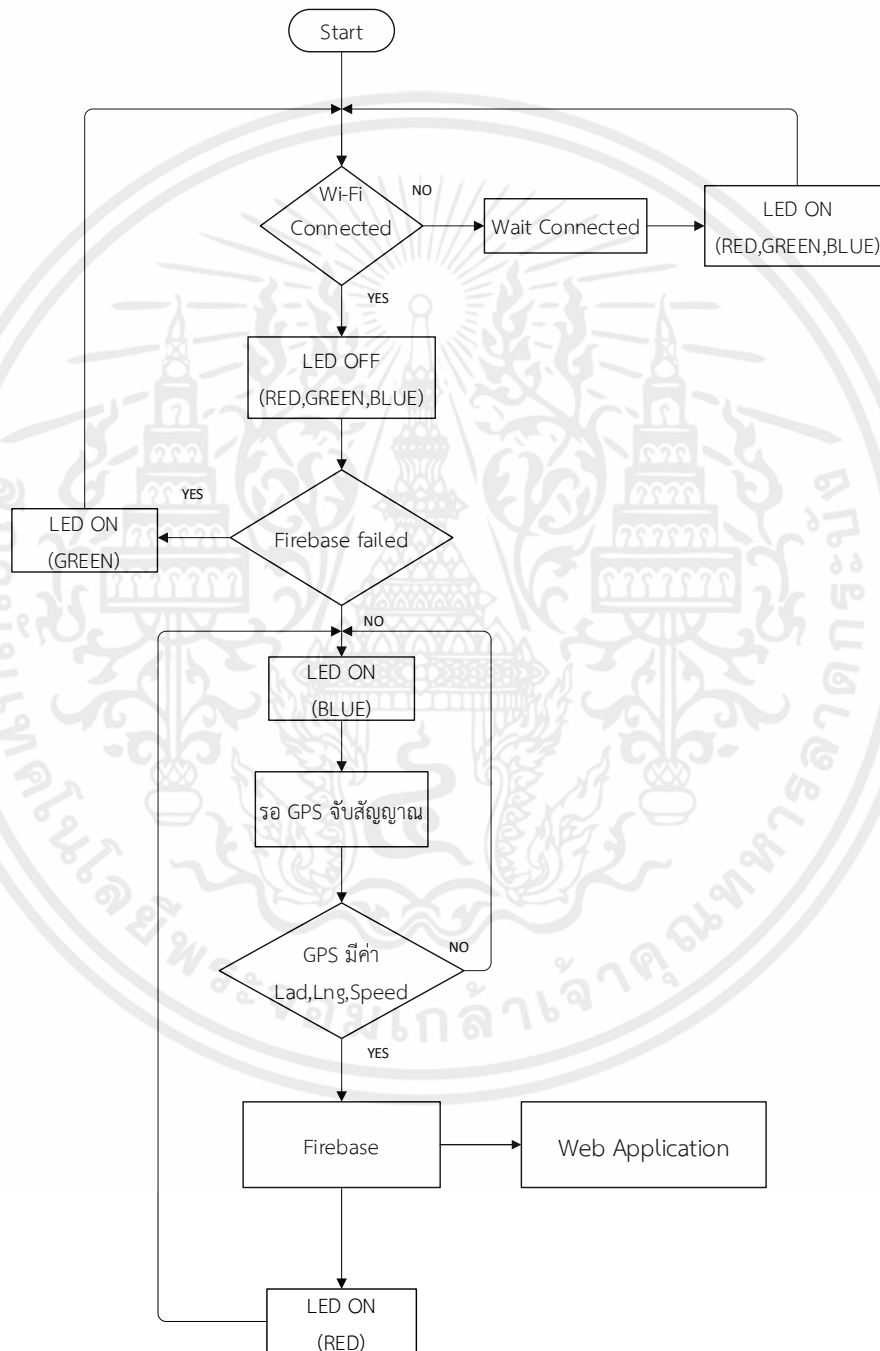 Start
Wi-Fi
Connected
NO
Wait Connected
LED ON
(RED,GREEN,BLUE)
YES
LED OFF
(RED,GREEN,BLUE)
Firebase failed
YES
LED ON
(GREEN)
NO
LED ON
(BLUE)
รอ GPS จับสัญญาณ
GPS มีค่า
Lad,Lng,Speed
NO
YES
Firebase
Web Application
LED ON
(RED)